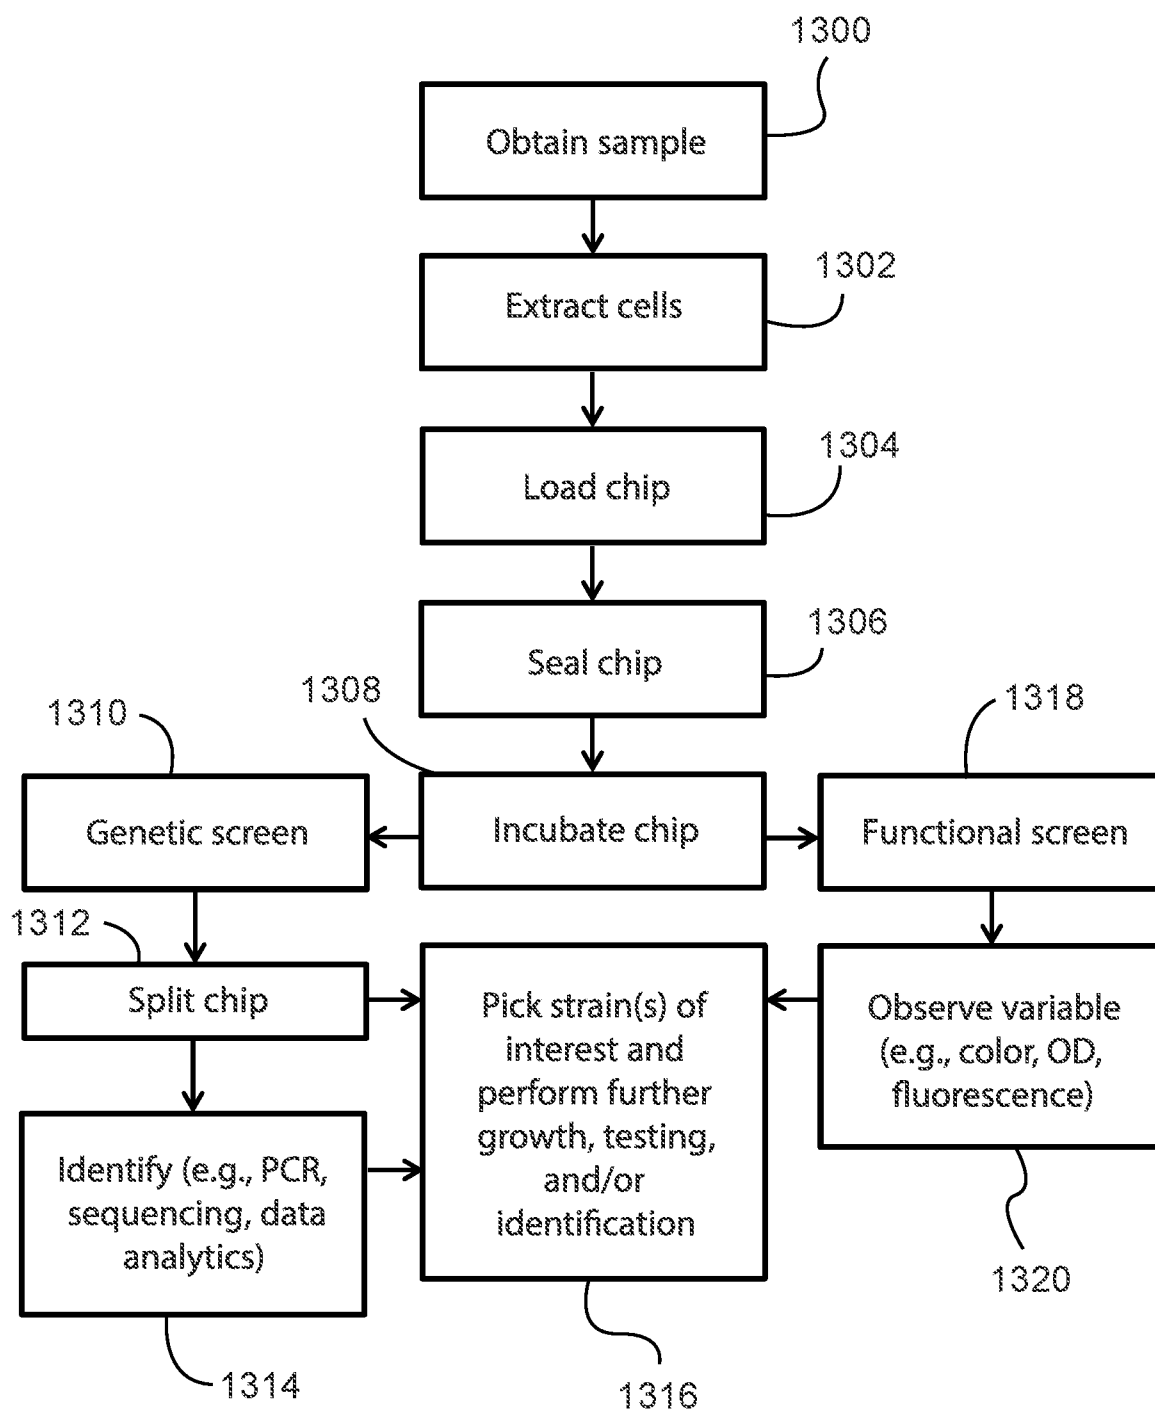 1300
Obtain sample
1302
Extract cells
1304
Load chip
1306
Seal chip
1308
1310
1318
Genetic screen
Incubate chip
Functional screen
1312
Split chip
Pick strain(s) of
interest and
perform further
growth, testing,
and/or
identification
Observe variable
(e.g., color, OD,
fluorescence)
Identify (e.g., PCR,
sequencing, data
analytics)
1320
1314
1316